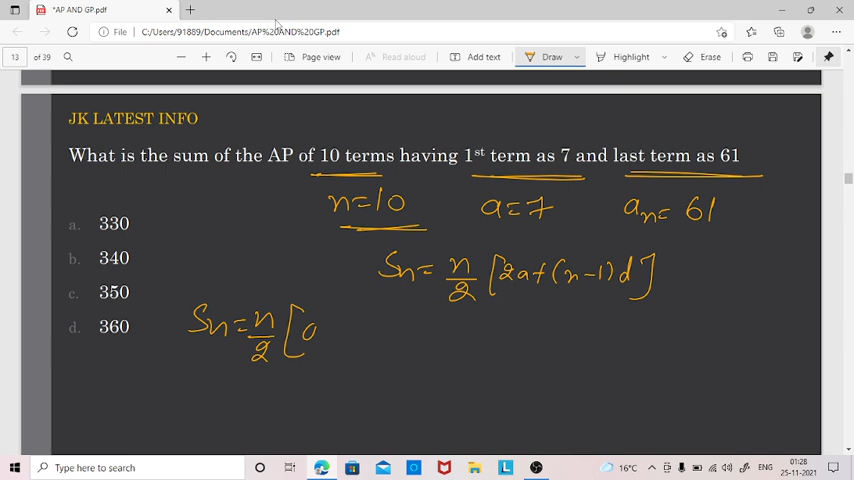 *AP AND GP.pdf
File | C:/Users/91889/Documents/AP%20AND%20GP.pdf
13 of 39 Page view Read aloud Add text Draw Highlight Erase
JK LATEST INFO
What is the sum of the AP of 10 terms having 1st term as 7 and last term as 61
n=10 a=7 an= 61
a. 330
b. 340
Sn= n/2 [2a+(n-1)d]
c. 350
d. 360
Sn= n/2 [a
Type here to search
16°C ENG 01:28
25-11-2021